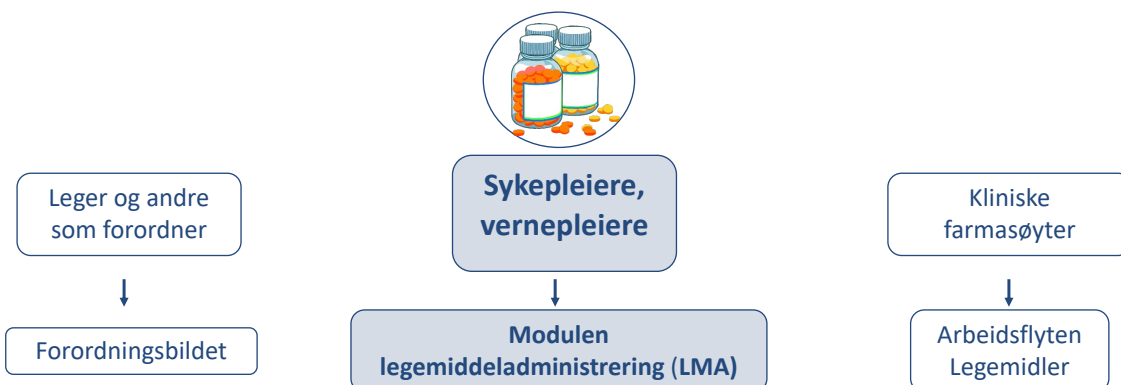 Leger og andre
som forordner
Forordningsbildet
Sykepleiere,
vernepleiere
Modulen
legemiddeladministrering (LMA)
Kliniske
farmasøyter
Arbeidsflyten
Legemidler